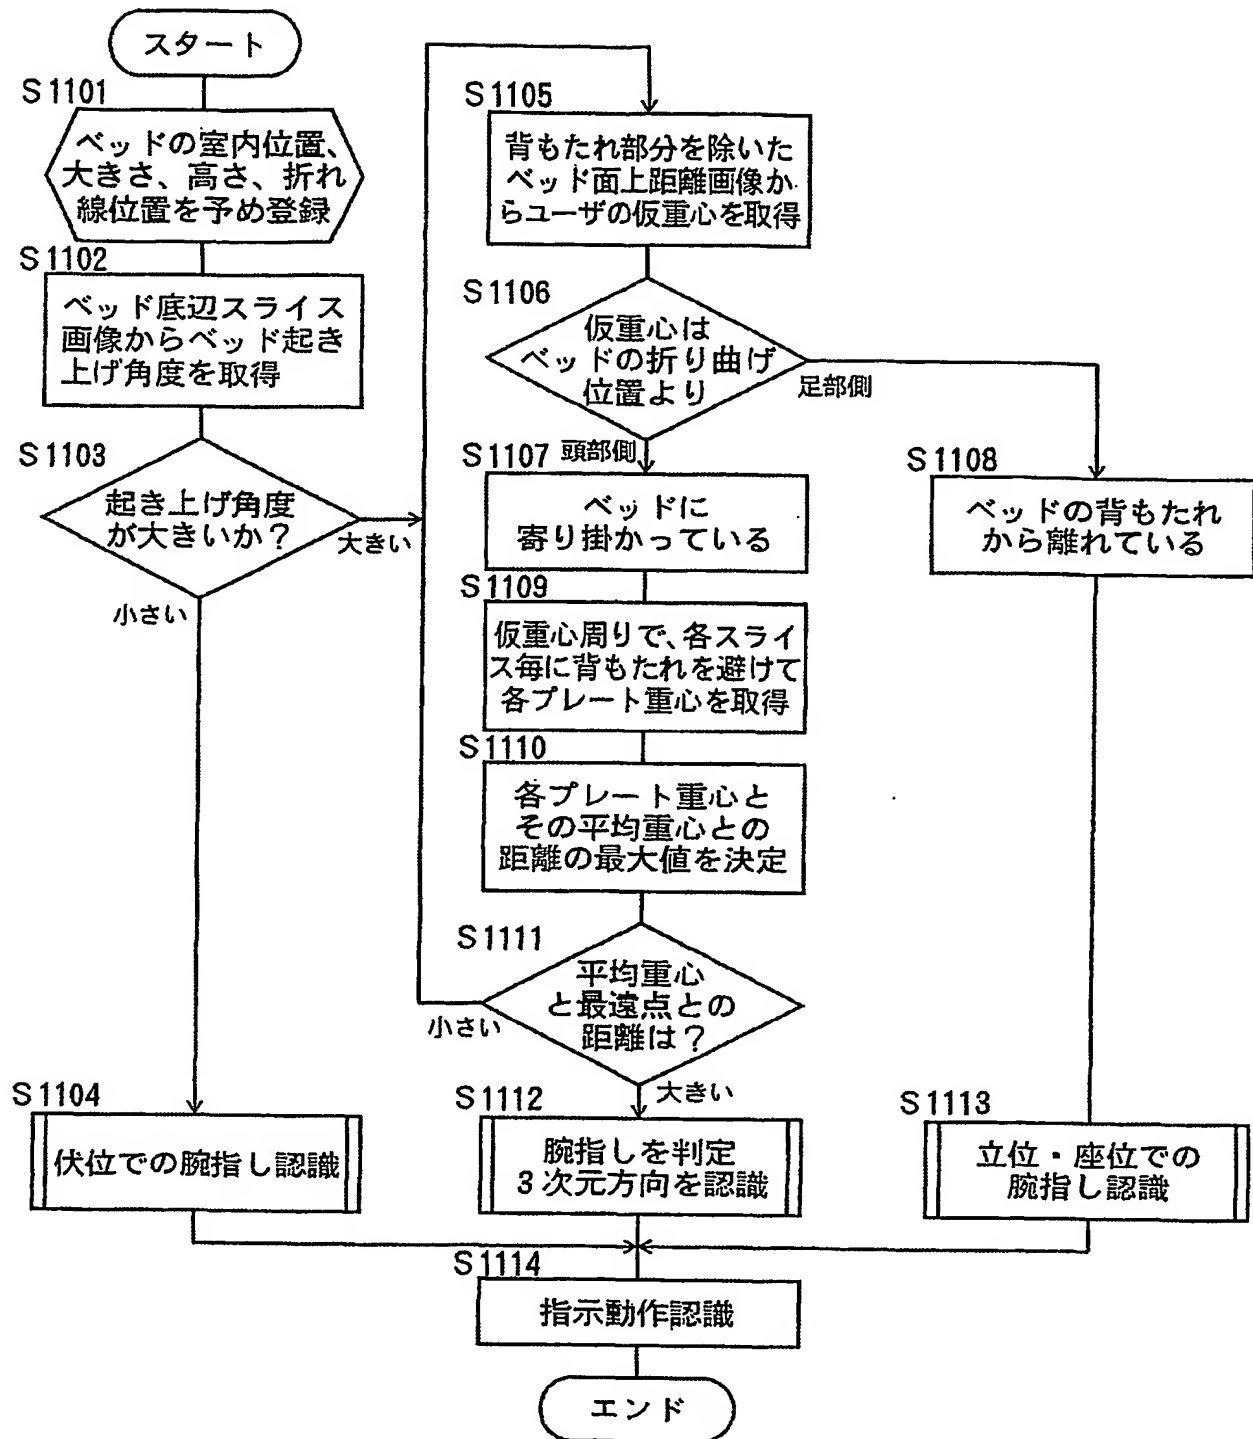 スタート
S1101
ベッドの室内位置、
大きさ、高さ、折れ
線位置を予め登録
S1102
ベッド底辺スライス
画像からベッド起き
上げ角度を取得
S1103
起き上げ角度
が大きいか？
大きい
小さい
S1104
伏位での腕指し認識
S1105
背もたれ部分を除いた
ベッド面上距離画像か
らユーザの仮重心を取得
S1106
仮重心は
ベッドの折り曲げ
位置より
足部側
頭部側
S1107
ベッドに
寄り掛かっている
S1108
ベッドの背もたれ
から離れている
S1109
仮重心周りで、各スライ
ス毎に背もたれを避けて
各プレート重心を取得
S1110
各プレート重心と
その平均重心との
距離の最大値を決定
S1111
平均重心
と最遠点との
距離は？
小さい
大きい
S1112
腕指しを判定
3次元方向を認識
S1113
立位・座位での
腕指し認識
S1114
指示動作認識
エンド